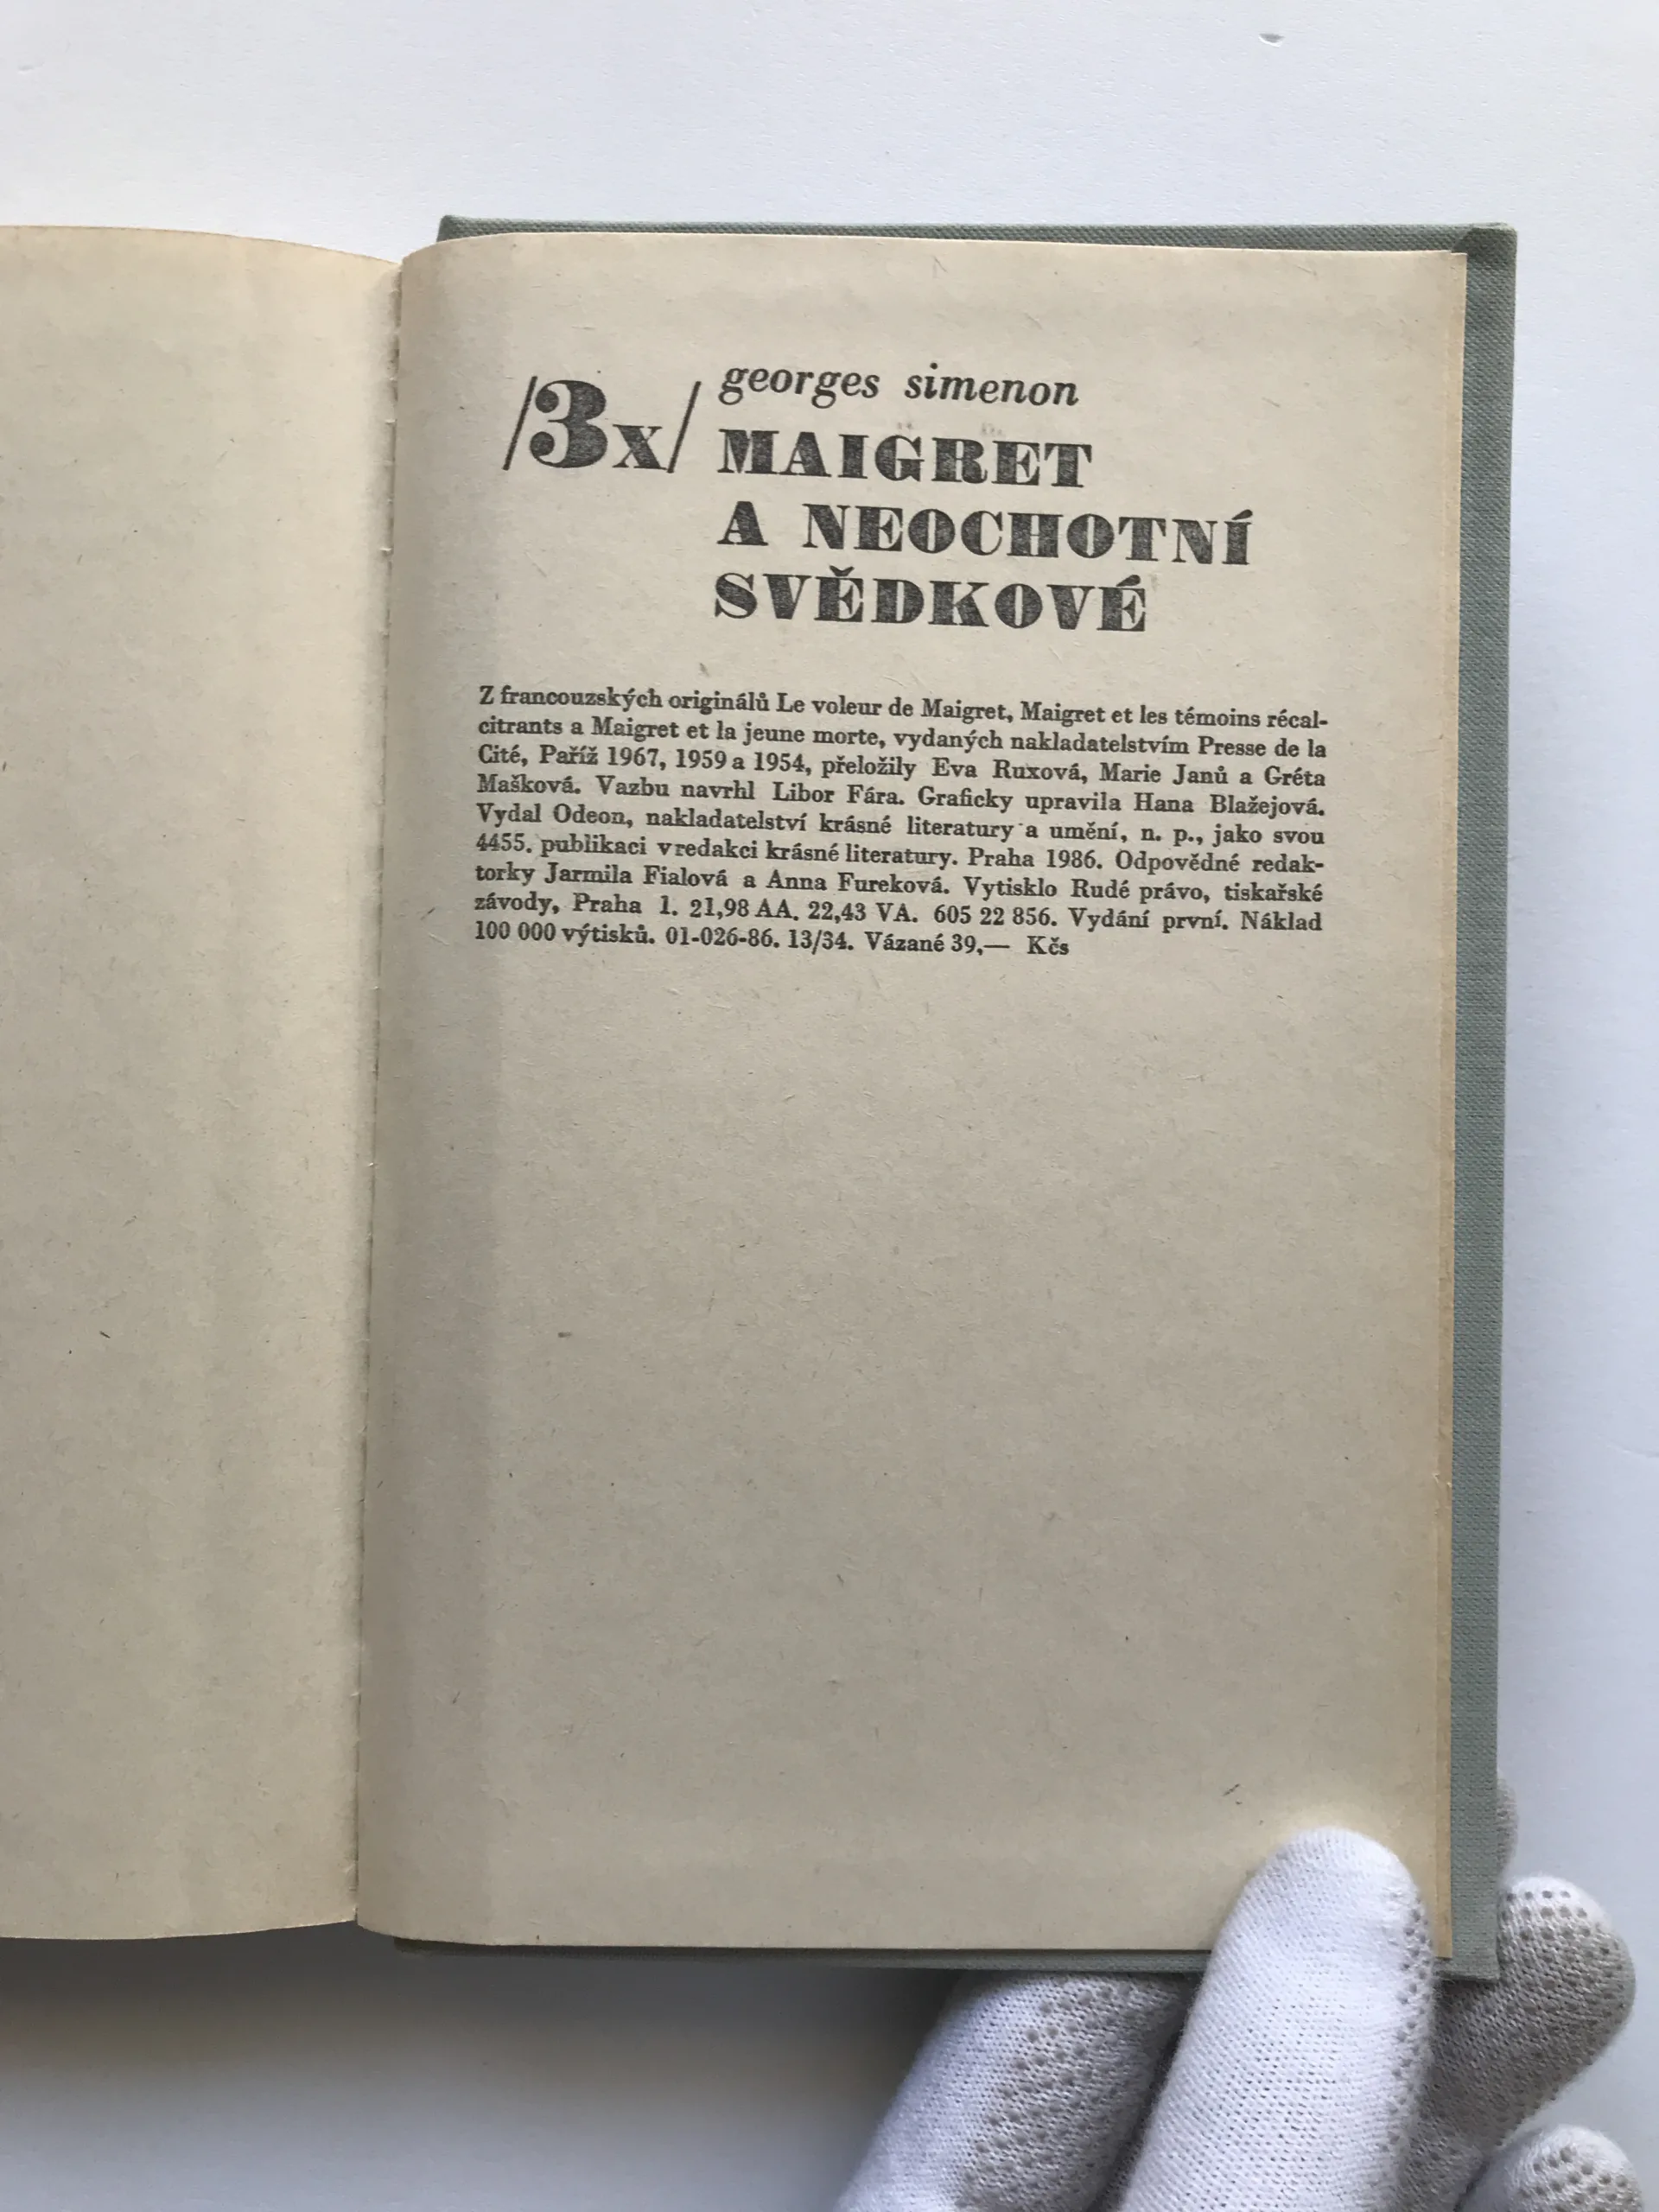 georges simenon
/3x/ MAIGRET
A NEOCHOTNÍ
SVĚDKOVÉ
Z francouzských originálů Le voleur de Maigret, Maigret et les témoins récal-
citrants a Maigret et la jeune morte, vydaných nakladatelstvím Presse de la
Cité, Paříž 1967, 1959 a 1954, přeložily Eva Ruxová, Marie Janů a Gréta
Mašková. Vazbu navrhl Libor Fára. Graficky upravila Hana Blažejová.
Vydal Odeon, nakladatelství krásné literatury a umění, n. p., jako svou
4455. publikaci v redakci krásné literatury. Praha 1986. Odpovědné redak-
torky Jarmila Fialová a Anna Fureková. Vytisklo Rudé právo, tiskařské
závody, Praha 1. 21,98 AA. 22,43 VA. 605 22 856. Vydání první. Náklad
100 000 výtisků. 01-026-86. 13/34. Vázané 39,— Kčs